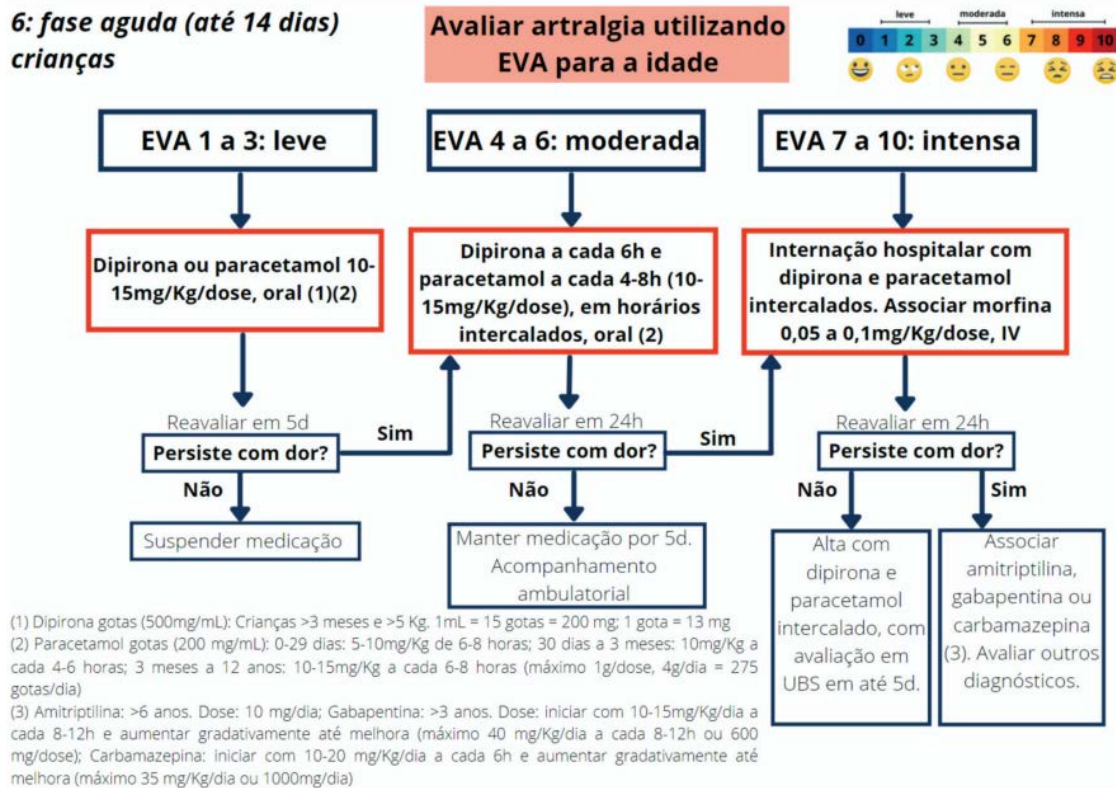 6: fase aguda (até 14 dias)
crianças
Avaliar artralgia utilizando
EVA para a idade
leve
moderada
intensa
0 1 2 3 4 5 6 7 8 9 10
EVA 1 a 3: leve
EVA 4 a 6: moderada
EVA 7 a 10: intensa
Dipirona ou paracetamol 10-
15mg/Kg/dose, oral (1)(2)
Dipirona a cada 6h e
paracetamol a cada 4-8h (10-
15mg/Kg/dose), em horários
intercalados, oral (2)
Internação hospitalar com
dipirona e paracetamol
intercalados. Associar morfina
0,05 a 0,1mg/Kg/dose, IV
Reavaliar em 5d
Persiste com dor?
Sim
Não
Suspender medicação
Reavaliar em 24h
Persiste com dor?
Sim
Não
Manter medicação por 5d.
Acompanhamento
ambulatorial
Reavaliar em 24h
Persiste com dor?
Não
Sim
Alta com
dipirona e
paracetamol
intercalado, com
avaliação em
UBS em até 5d.
Associar
amitriptilina,
gabapentina ou
carbamazepina
(3). Avaliar outros
diagnósticos.
(1) Dipirona gotas (500mg/mL): Crianças >3 meses e >5 Kg. 1mL = 15 gotas = 200 mg; 1 gota = 13 mg
(2) Paracetamol gotas (200 mg/mL): 0-29 dias: 5-10mg/Kg de 6-8 horas; 30 dias a 3 meses: 10mg/Kg a
cada 4-6 horas; 3 meses a 12 anos: 10-15mg/Kg a cada 6-8 horas (máximo 1g/dose, 4g/dia = 275
gotas/dia)
(3) Amitriptilina: >6 anos. Dose: 10 mg/dia; Gabapentina: >3 anos. Dose: iniciar com 10-15mg/Kg/dia a
cada 8-12h e aumentar gradativamente até melhora (máximo 40 mg/Kg/dia a cada 8-12h ou 600
mg/dose); Carbamazepina: iniciar com 10-20 mg/Kg/dia a cada 6h e aumentar gradativamente até
melhora (máximo 35 mg/Kg/dia ou 1000mg/dia)